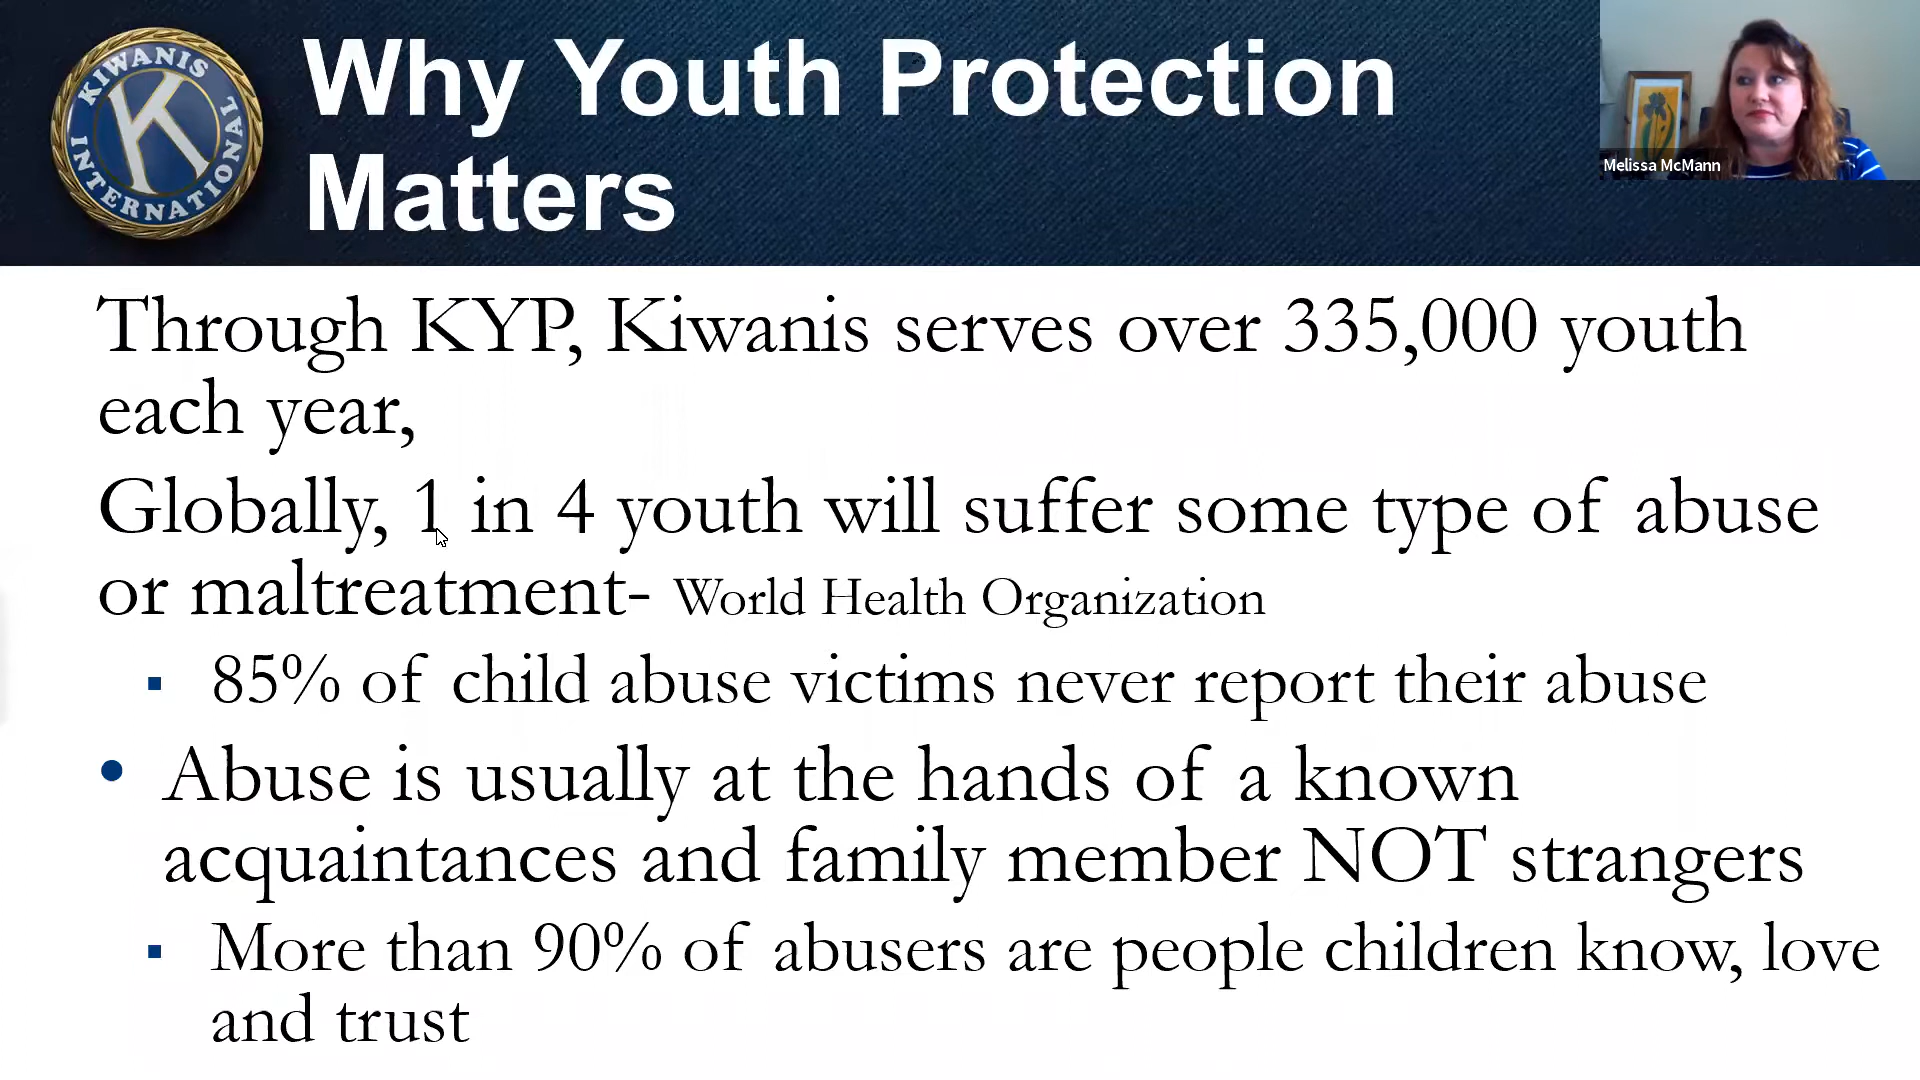 KIWANIS
K
INTERNATIONAL
Why Youth Protection
Matters
Melissa McMann
Through KYP, Kiwanis serves over 335,000 youth
each year,
Globally, 1 in 4 youth will suffer some type of abuse
or maltreatment- World Health Organization
▪ 85% of child abuse victims never report their abuse
• Abuse is usually at the hands of a known
acquaintances and family member NOT strangers
▪ More than 90% of abusers are people children know, love
and trust